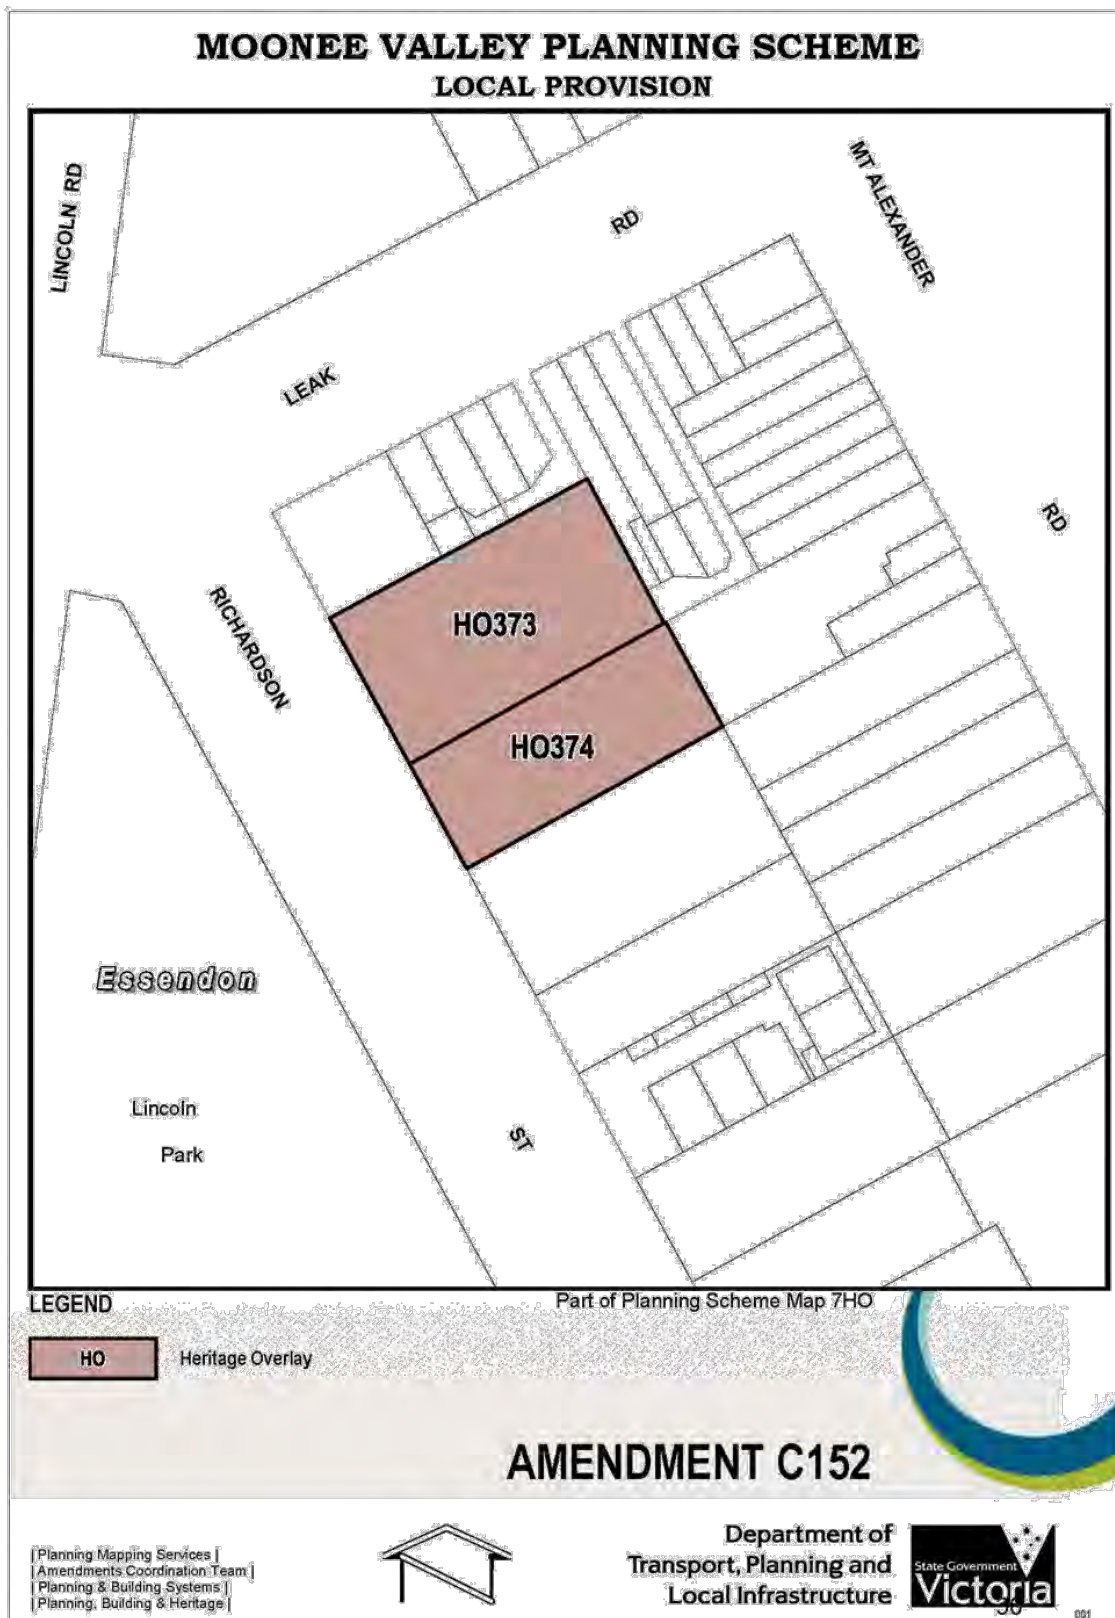 MOONEE VALLEY PLANNING SCHEME
LOCAL PROVISION
LINCOLN RD
MT ALEXANDER
RD
LEAK
RD
RICHARDSON
HO373
HO374
Essendon
Lincoln
Park
ST
LEGEND
Part of Planning Scheme Map 7HO
HO
Heritage Overlay
AMENDMENT C152
| Planning Mapping Services |
| Amendments Coordination Team |
| Planning & Building Systems |
| Planning, Building & Heritage |
Department of
Transport, Planning and
Local Infrastructure
State Government
Victoria
001